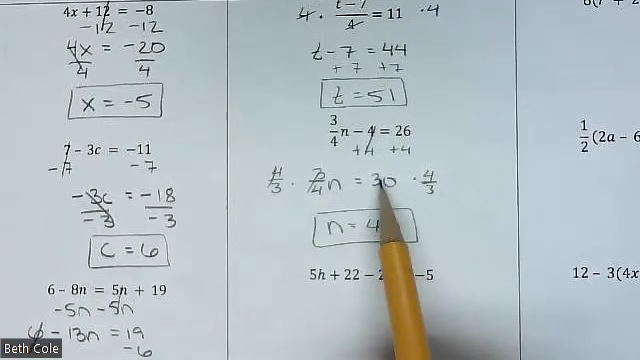 4x + 12 = −8
−12 −12
4x = −20
4 4
x = −5
7 − 3c = −11
−7 −7
−3c = −18
−3 −3
c = 6
6 − 8n = 5n + 19
−5n −5n
6 − 13n = 19
−6
4 · t − 7 = 11 · 4
4
t − 7 = 44
+ 7 + 7
t = 51
3/4 n − 4 = 26
+4 +4
4/3 · 3/4 n = 30 · 4/3
n = 4
5h + 22 − 2 −5
1/2 (2a − 6
12 − 3(4x
Beth Cole